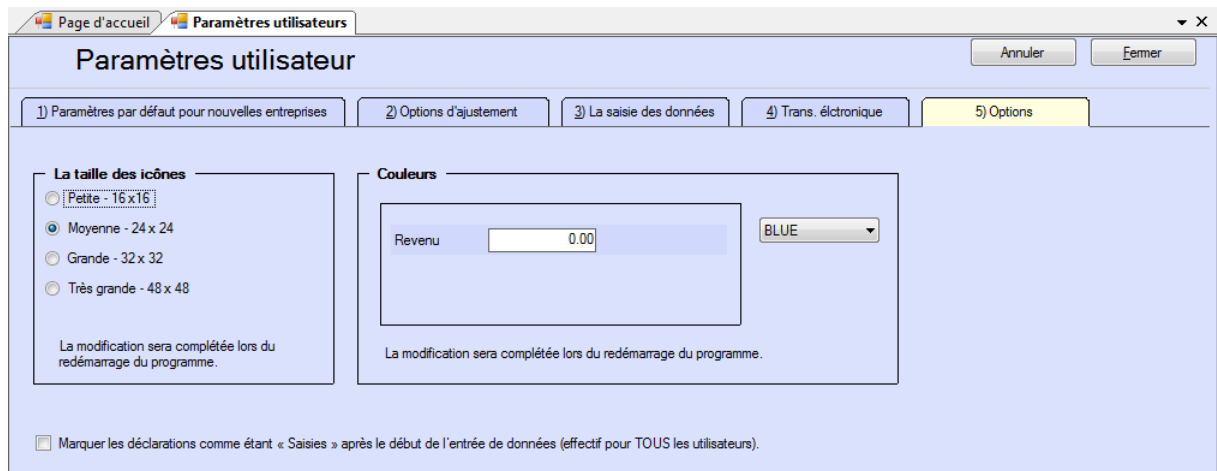 Page d'accueil Paramètres utilisateurs
Paramètres utilisateur
Annuler Fermer
1) Paramètres par défaut pour nouvelles entreprises 2) Options d'ajustement 3) La saisie des données 4) Trans. élctronique 5) Options
La taille des icônes
Petite - 16 x16
Moyenne - 24 x 24
Grande - 32 x 32
Très grande - 48 x 48
La modification sera complétée lors du
redémarrage du programme.
Couleurs
Revenu 0.00
BLUE
La modification sera complétée lors du redémarrage du programme.
Marquer les déclarations comme étant « Saisies » après le début de l'entrée de données (effectif pour TOUS les utilisateurs).